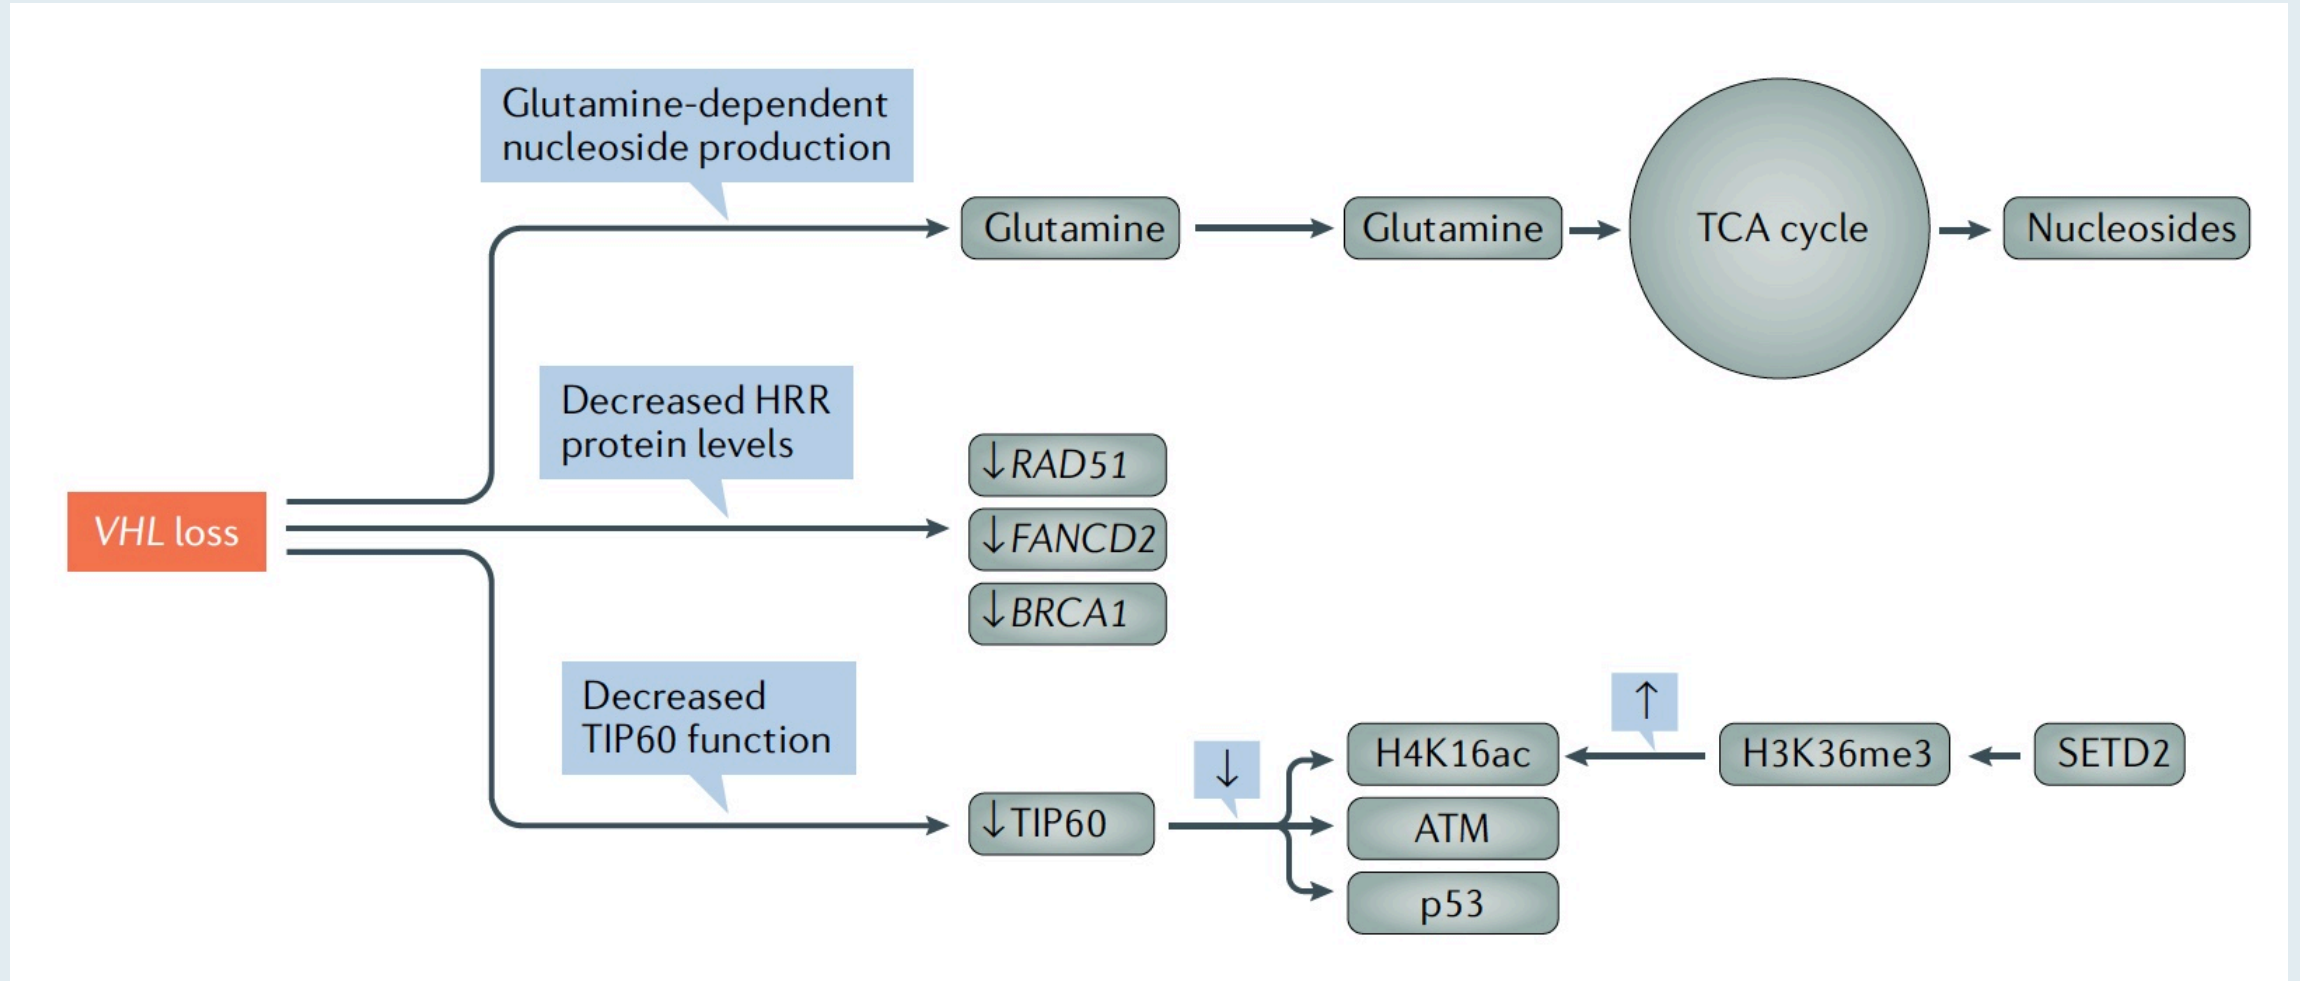 Glutamine-dependent
nucleoside production
Glutamine
Glutamine
TCA cycle
Nucleosides
Decreased HRR
protein levels
↓RAD51
↓FANCD2
↓BRCA1
VHL loss
Decreased
TIP60 function
↓TIP60
↓
H4K16ac
↑
H3K36me3
SETD2
ATM
p53